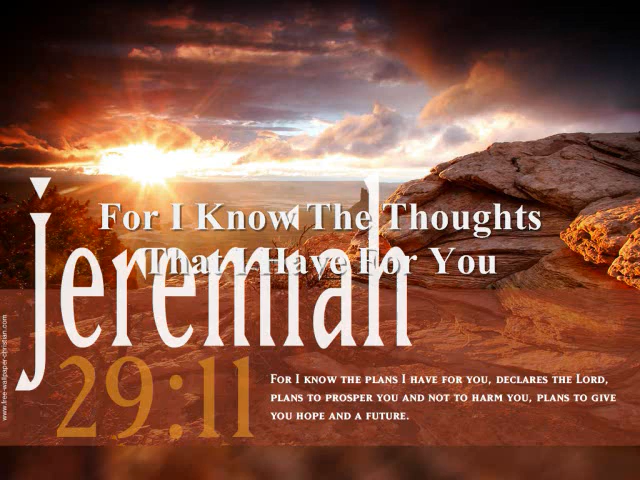 For I Know The Thoughts
That I Have For You
jeremiah
29:11
For I know the plans I have for you, declares the Lord,
plans to prosper you and not to harm you, plans to give
you hope and a future.
www.free-wallpaper-christian.com